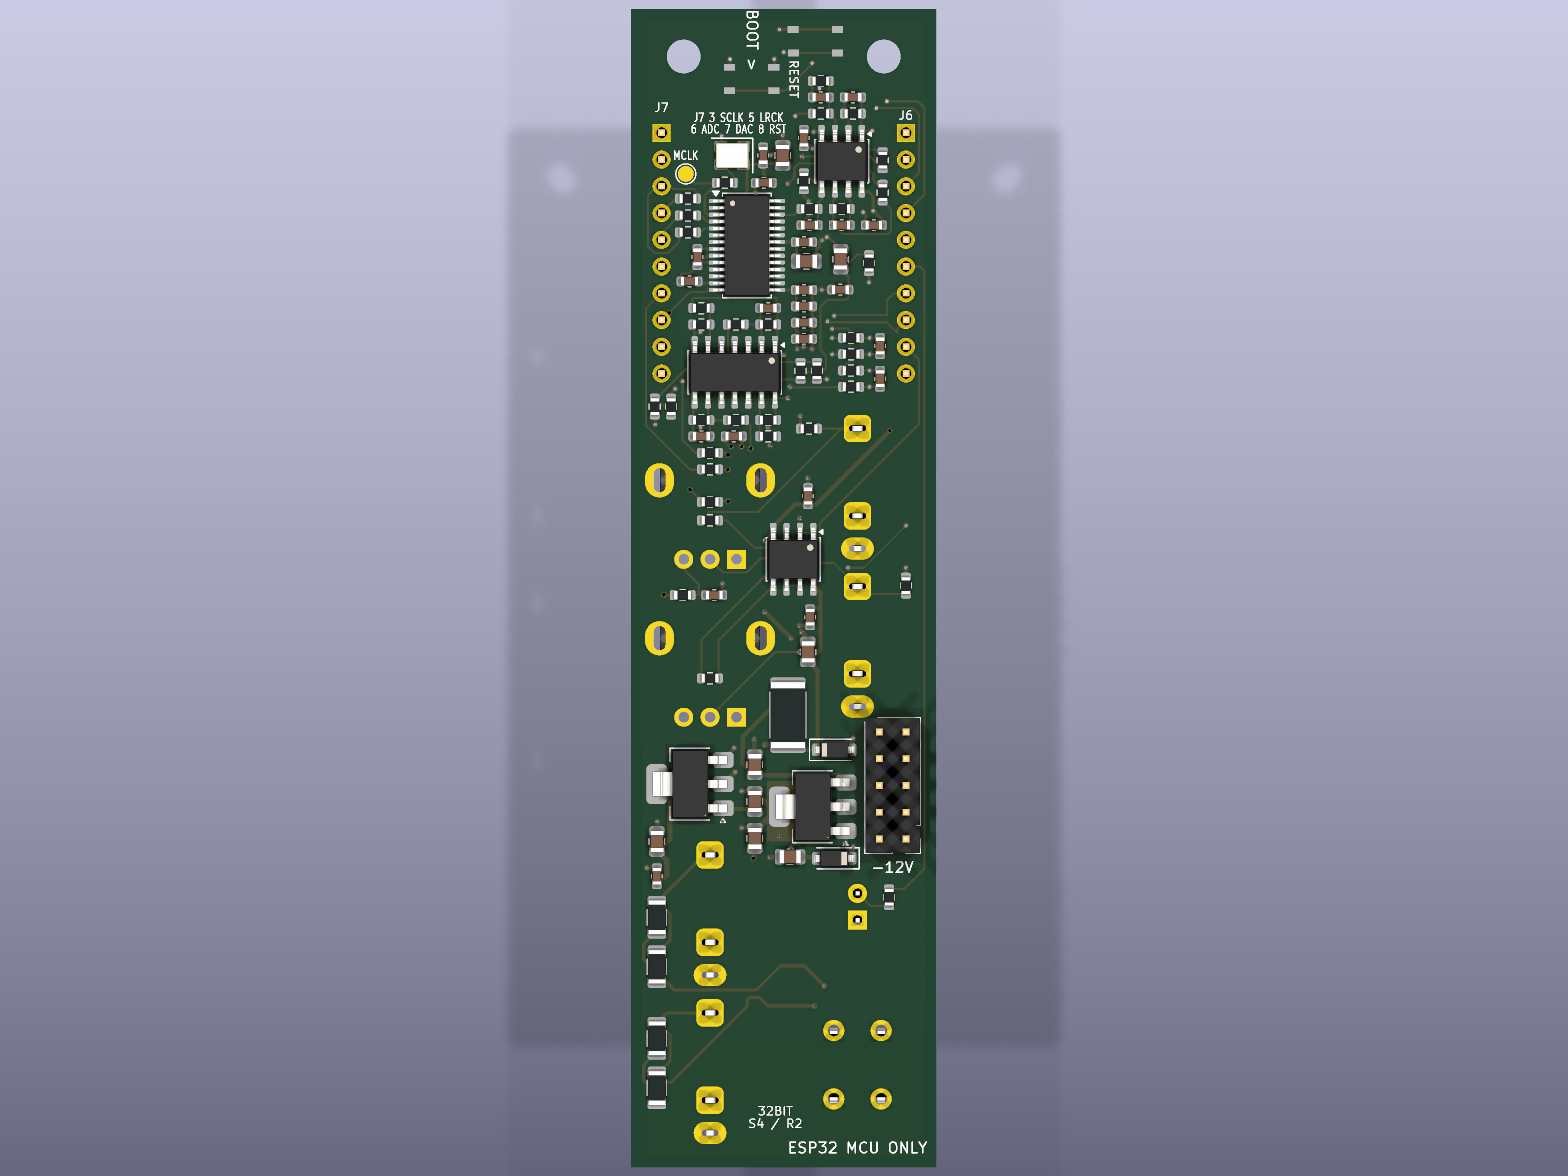 BOOT
<
RESET
J7
J7 3 SCLK 5 LRCK
6 ADC 7 DAC 8 RST
J6
MCLK
-12V
32BIT
S4 / R2
ESP32 MCU ONLY